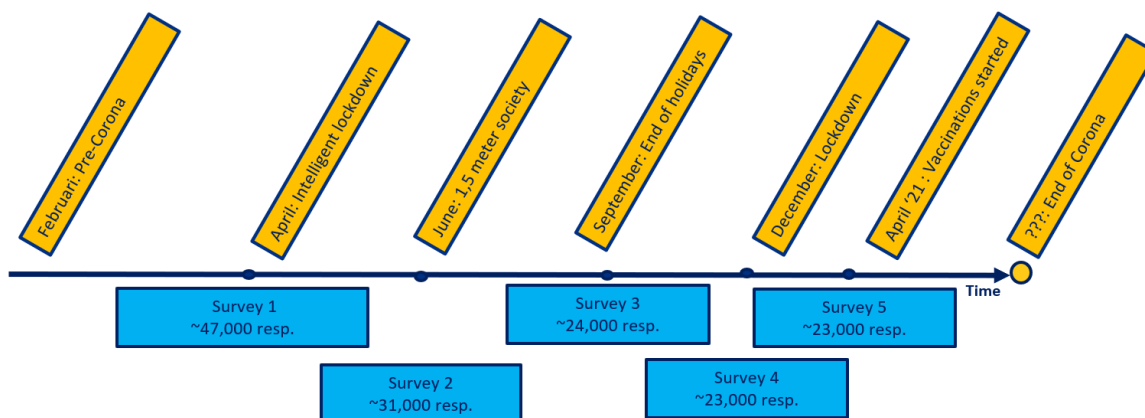 Februari: Pre-Corona
April: Intelligent lockdown
June: 1,5 meter society
September: End of holidays
December: Lockdown
April '21 : Vaccinations started
???: End of Corona
Time
Survey 1
~47,000 resp.
Survey 2
~31,000 resp.
Survey 3
~24,000 resp.
Survey 4
~23,000 resp.
Survey 5
~23,000 resp.